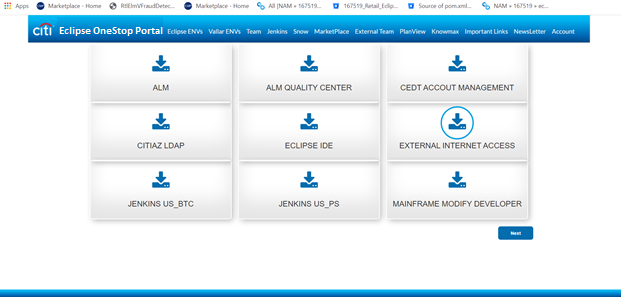 Apps Marketplace - Home RtlElmVFraudDetec... Marketplace - Home All [NAM + 167519... 167519_Retail_Eclip... Source of pom.xml... NAM + 167519 + ec...
citi Eclipse OneStop Portal Eclipse ENVs Vallar ENVs Team Jenkins Snow MarketPlace External Team PlanView Knowmax Important Links NewsLetter Account
ALM ALM QUALITY CENTER CEDT ACCOUT MANAGEMENT
CITIAZ LDAP ECLIPSE IDE EXTERNAL INTERNET ACCESS
JENKINS US_BTC JENKINS US_PS MAINFRAME MODIFY DEVELOPER
Next